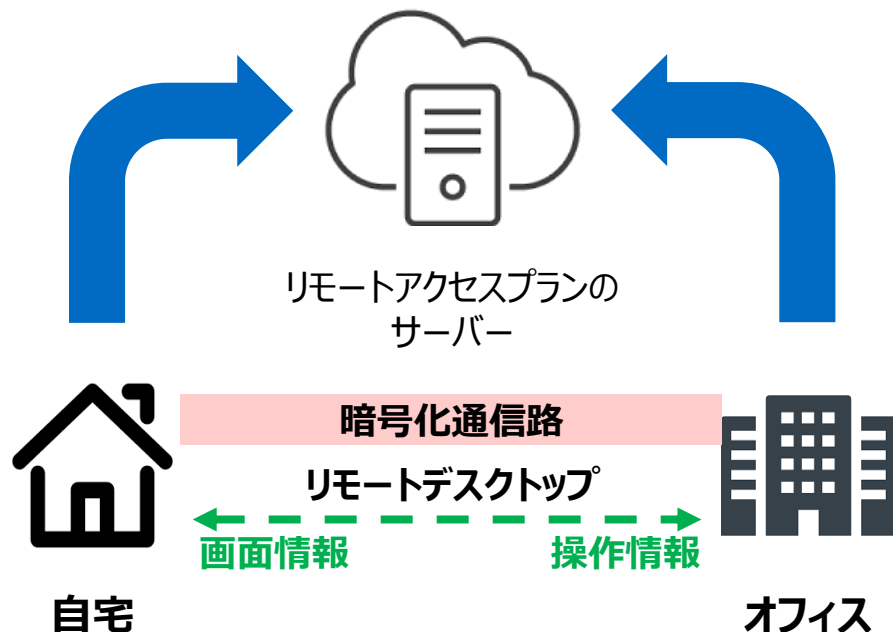 リモートアクセスプランの
サーバー
暗号化通信路
リモートデスクトップ
画面情報
操作情報
自宅
オフィス